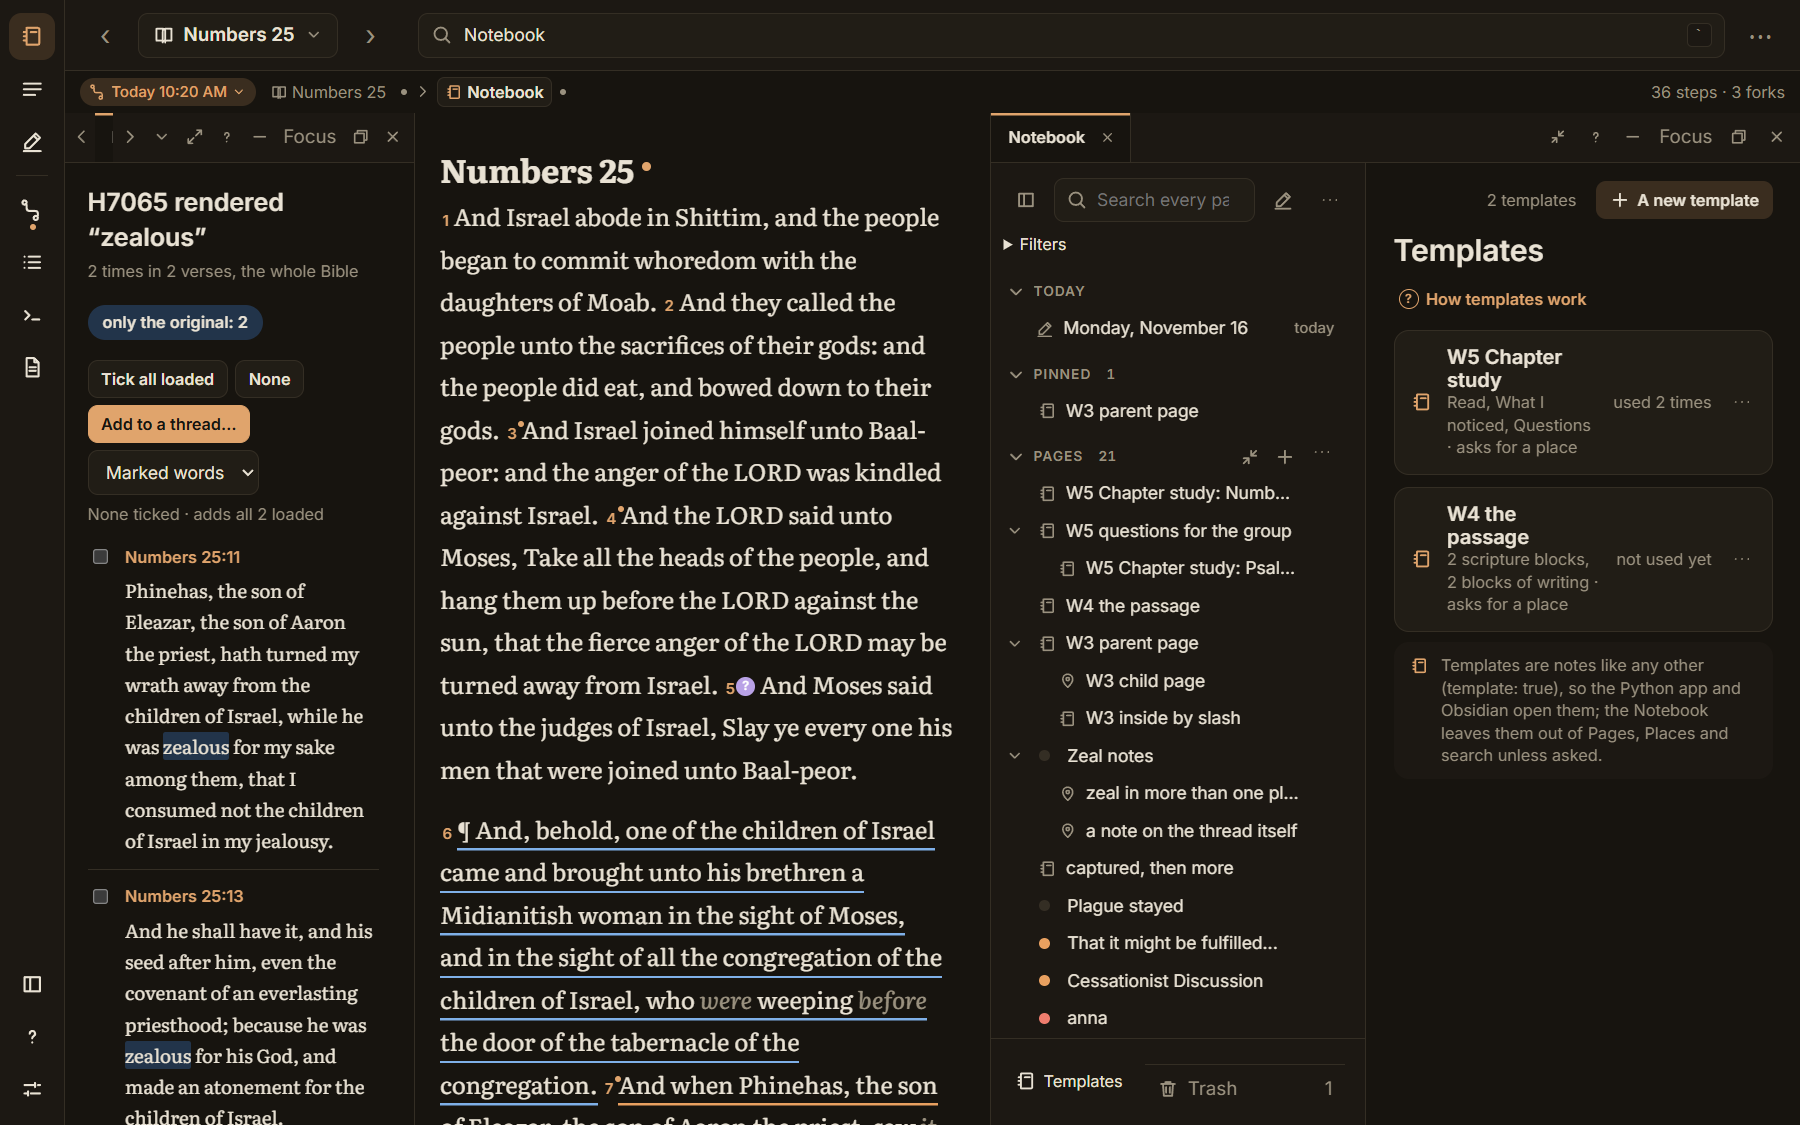 Numbers 25
Notebook
`
Today 10:20 AM
Numbers 25
Notebook
36 steps · 3 forks
? – Focus
H7065 rendered
“zealous”
2 times in 2 verses, the whole Bible
only the original: 2
Tick all loaded
None
Add to a thread...
Marked words
None ticked · adds all 2 loaded
Numbers 25:11
Phinehas, the son of
Eleazar, the son of Aaron
the priest, hath turned my
wrath away from the
children of Israel, while he
was zealous for my sake
among them, that I
consumed not the children
of Israel in my jealousy.
Numbers 25:13
And he shall have it, and his
seed after him, even the
covenant of an everlasting
priesthood; because he was
zealous for his God, and
made an atonement for the
children of Israel.
?
Numbers 25
1 And Israel abode in Shittim, and the people
began to commit whoredom with the
daughters of Moab. 2 And they called the
people unto the sacrifices of their gods: and
the people did eat, and bowed down to their
gods. 3 And Israel joined himself unto Baal-
peor: and the anger of the LORD was kindled
against Israel. 4 And the LORD said unto
Moses, Take all the heads of the people, and
hang them up before the LORD against the
sun, that the fierce anger of the LORD may be
turned away from Israel. 5 ? And Moses said
unto the judges of Israel, Slay ye every one his
men that were joined unto Baal-peor.
6 ¶ And, behold, one of the children of Israel
came and brought unto his brethren a
Midianitish woman in the sight of Moses,
and in the sight of all the congregation of the
children of Israel, who were weeping before
the door of the tabernacle of the
congregation. 7 And when Phinehas, the son
of Eleazar, the son of Aaron the priest, saw it
Notebook
? – Focus
Search every pa
Filters
TODAY
Monday, November 16 today
PINNED 1
W3 parent page
PAGES 21
W5 Chapter study: Numb...
W5 questions for the group
W5 Chapter study: Psal...
W4 the passage
W3 parent page
W3 child page
W3 inside by slash
Zeal notes
zeal in more than one pl...
a note on the thread itself
captured, then more
Plague stayed
That it might be fulfilled...
Cessationist Discussion
anna
Templates
Trash 1
2 templates
+ A new template
Templates
? How templates work
W5 Chapter
study
Read, What I
noticed, Questions
· asks for a place
used 2 times
W4 the
passage
2 scripture blocks,
2 blocks of writing ·
asks for a place
not used yet
Templates are notes like any other
(template: true), so the Python app and
Obsidian open them; the Notebook
leaves them out of Pages, Places and
search unless asked.